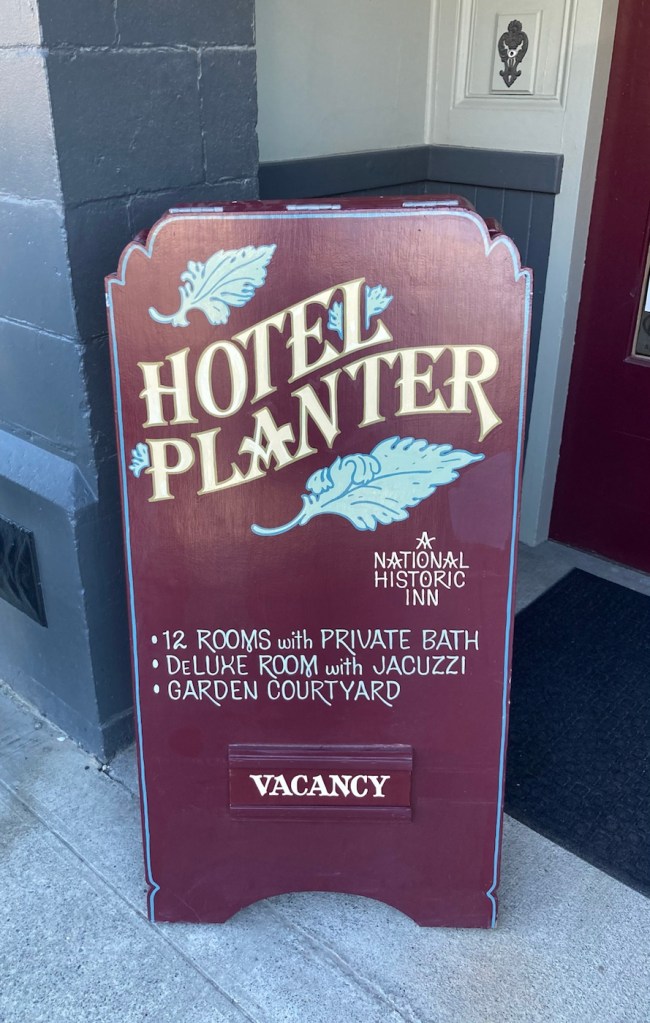 HOTEL
PLANTER
A
NATIONAL
HISTORIC
INN
• 12 ROOMS with PRIVATE BATH
• DELUXE ROOM with JACUZZI
• GARDEN COURTYARD
VACANCY